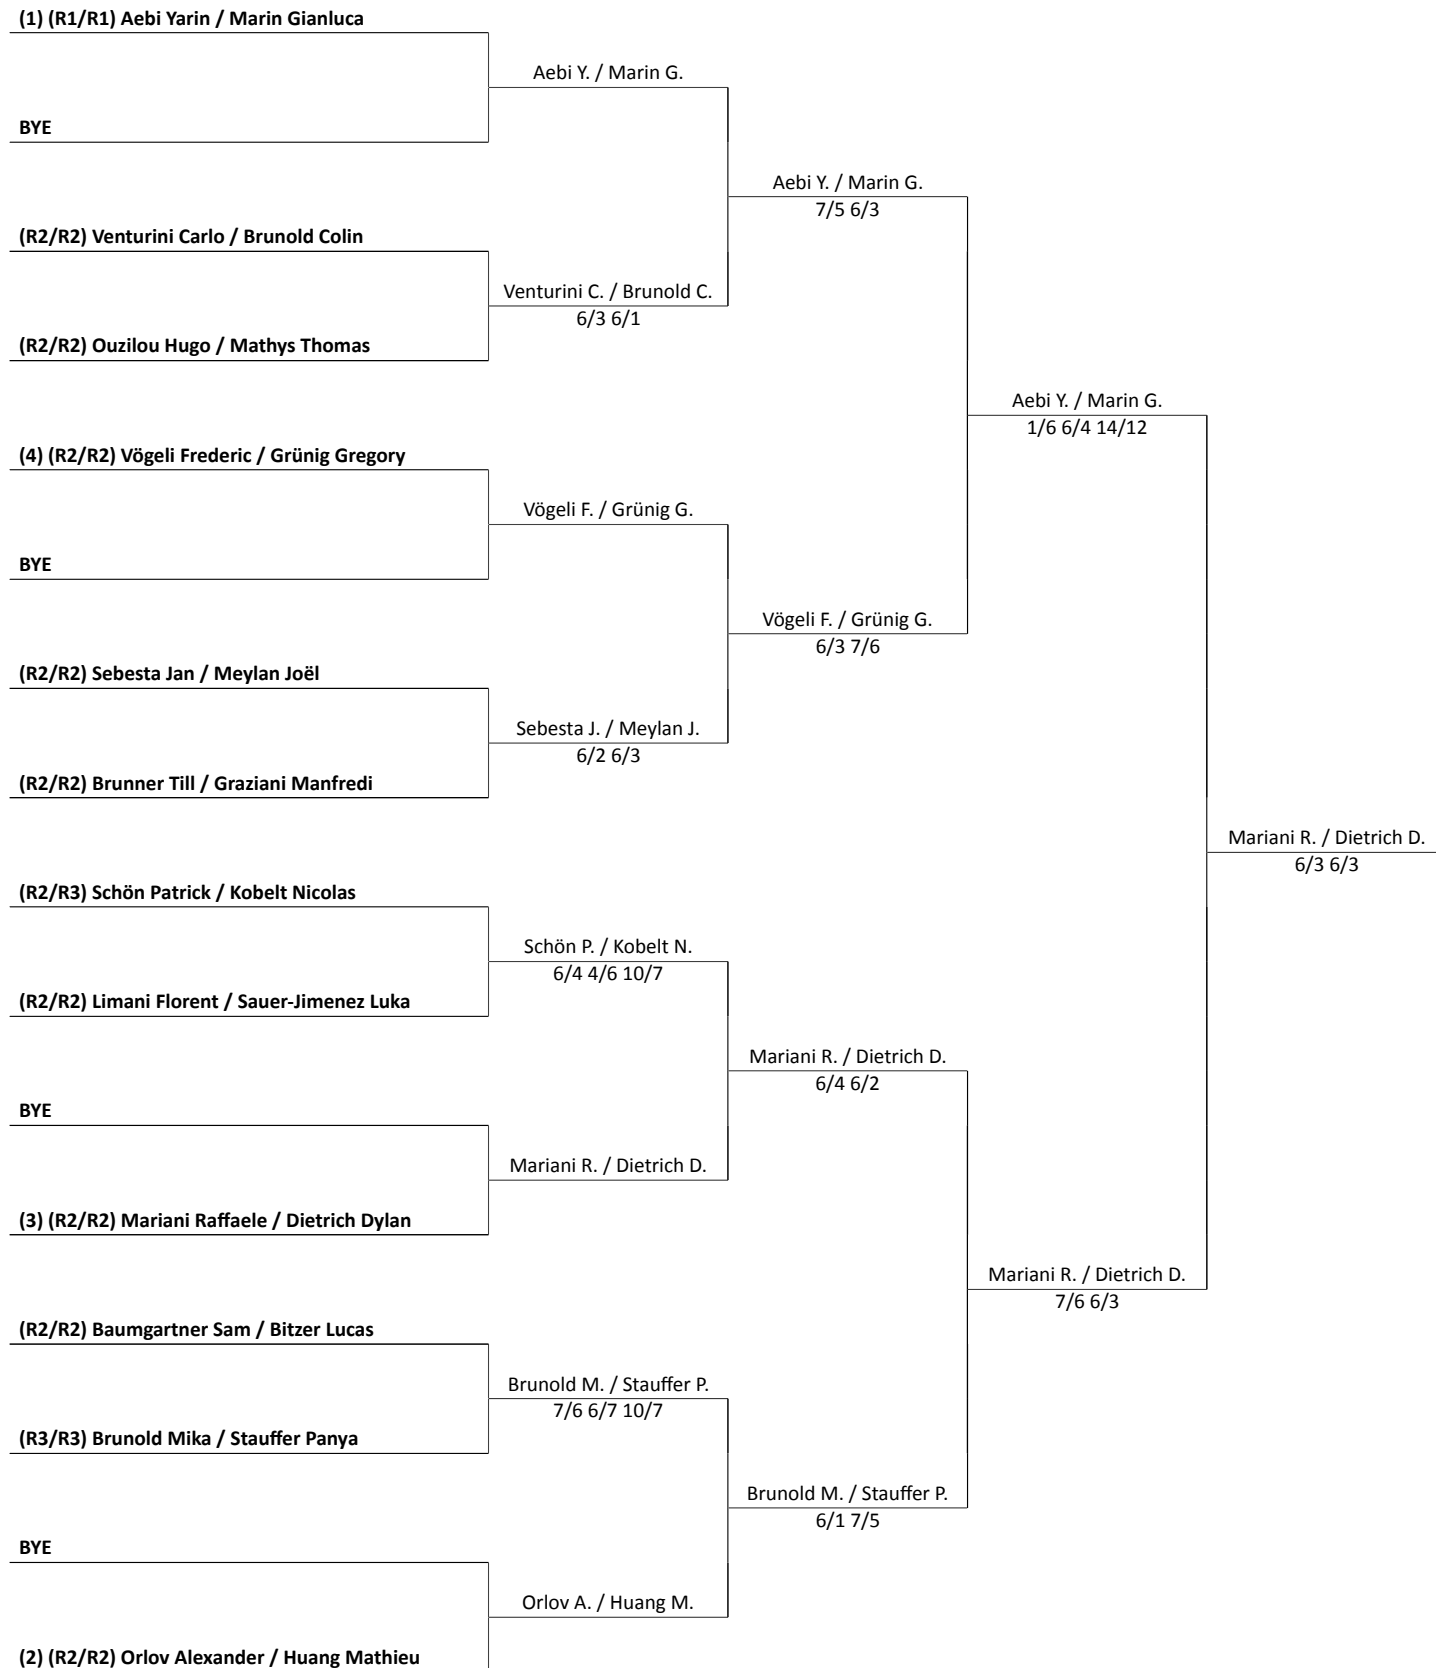 (1) (R1/R1) Aebi Yarin / Marin Gianluca
Aebi Y. / Marin G.
BYE
Aebi Y. / Marin G.
7/5 6/3
(R2/R2) Venturini Carlo / Brunold Colin
Venturini C. / Brunold C.
6/3 6/1
(R2/R2) Ouzilou Hugo / Mathys Thomas
Aebi Y. / Marin G.
1/6 6/4 14/12
(4) (R2/R2) Vögeli Frederic / Grünig Gregory
Vögeli F. / Grünig G.
BYE
Vögeli F. / Grünig G.
6/3 7/6
(R2/R2) Sebesta Jan / Meylan Joël
Sebesta J. / Meylan J.
6/2 6/3
(R2/R2) Brunner Till / Graziani Manfredi
Mariani R. / Dietrich D.
6/3 6/3
(R2/R3) Schön Patrick / Kobelt Nicolas
Schön P. / Kobelt N.
6/4 4/6 10/7
(R2/R2) Limani Florent / Sauer-Jimenez Luka
Mariani R. / Dietrich D.
6/4 6/2
BYE
Mariani R. / Dietrich D.
(3) (R2/R2) Mariani Raffaele / Dietrich Dylan
Mariani R. / Dietrich D.
7/6 6/3
(R2/R2) Baumgartner Sam / Bitzer Lucas
Brunold M. / Stauffer P.
7/6 6/7 10/7
(R3/R3) Brunold Mika / Stauffer Panya
Brunold M. / Stauffer P.
6/1 7/5
BYE
Orlov A. / Huang M.
(2) (R2/R2) Orlov Alexander / Huang Mathieu